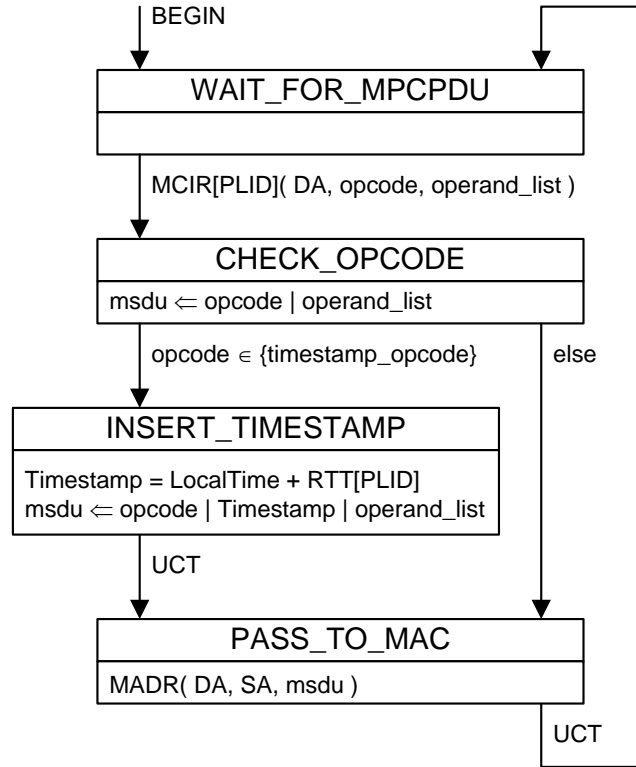 BEGIN
WAIT_FOR_MPCPDU
MCIR[PLID]( DA, opcode, operand_list )
CHECK_OPCODE
msdu ⇐ opcode | operand_list
opcode ∈ {timestamp_opcode}
else
INSERT_TIMESTAMP
Timestamp = LocalTime + RTT[PLID]
msdu ⇐ opcode | Timestamp | operand_list
UCT
PASS_TO_MAC
MADR( DA, SA, msdu )
UCT